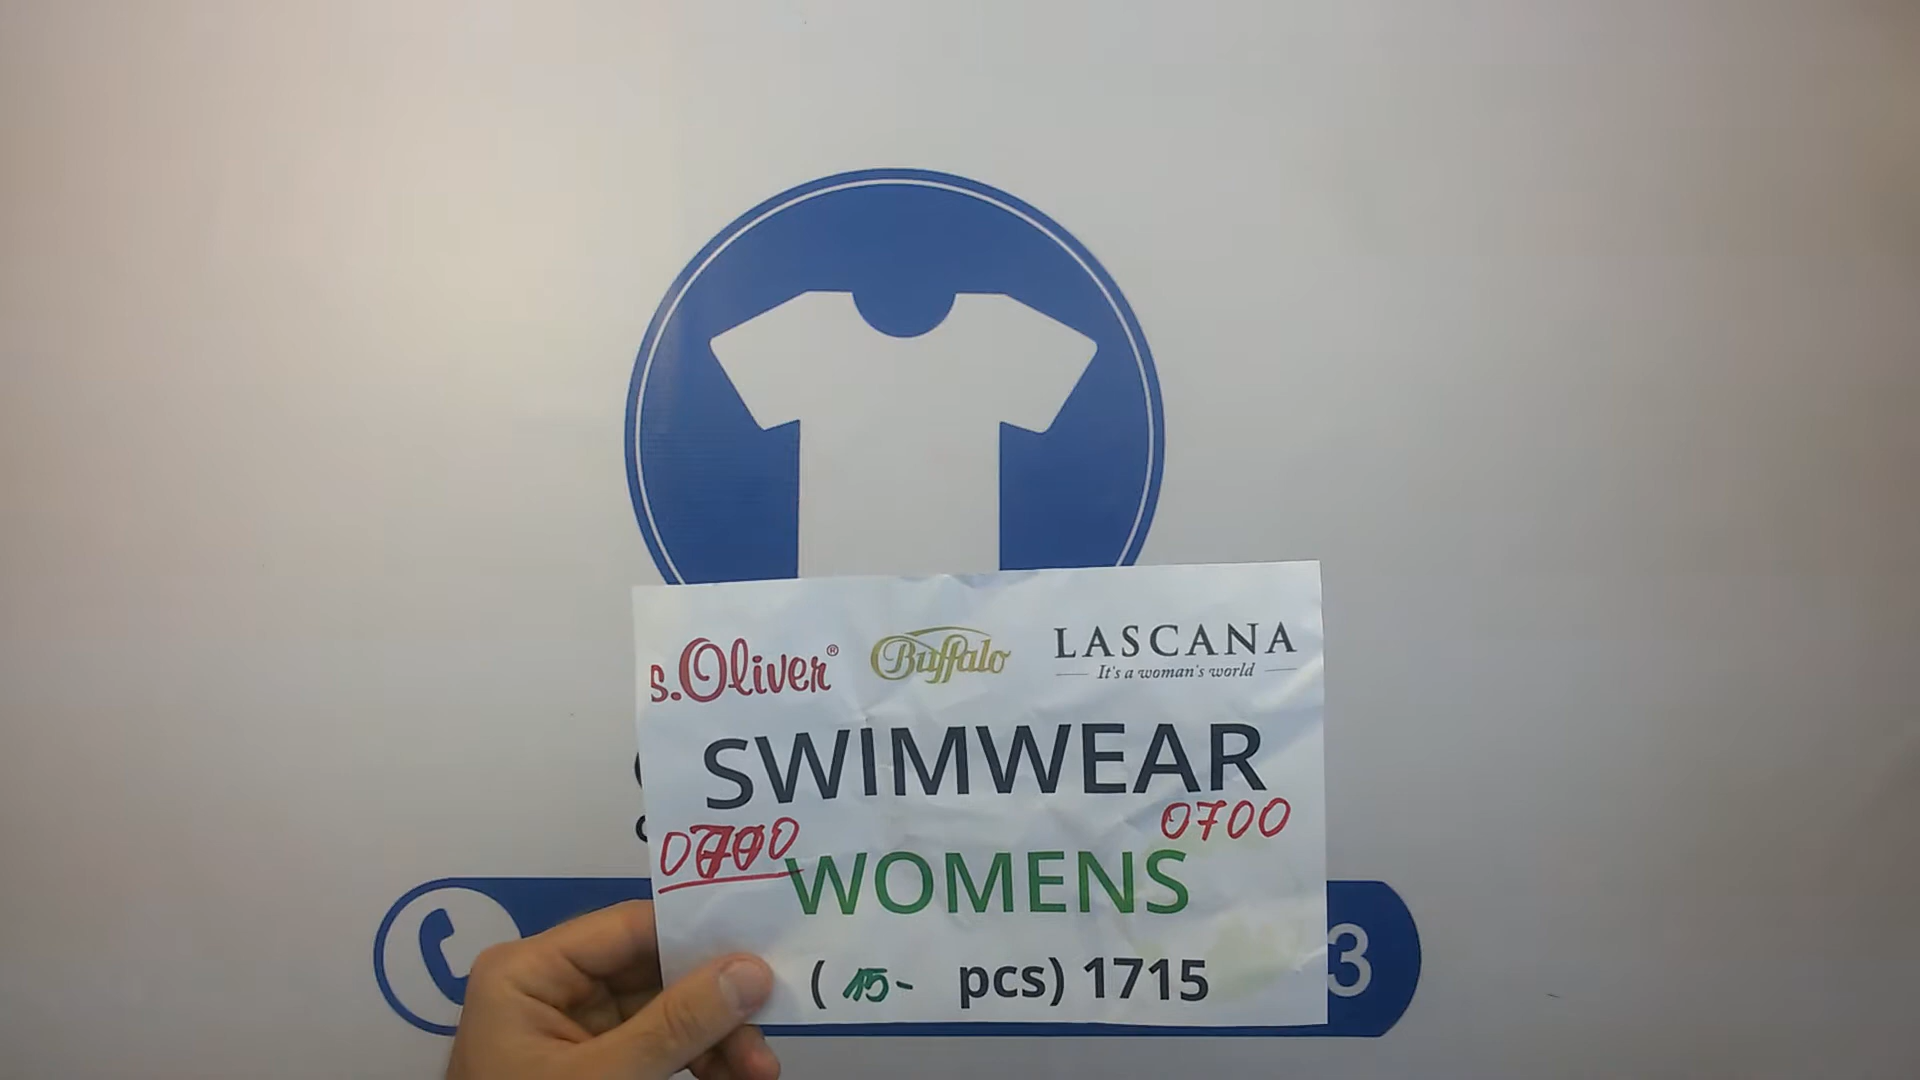 s.Oliver® Buffalo LASCANA
It's a woman's world
SWIMWEAR
0700 0700
WOMENS
( 15- pcs) 1715
3